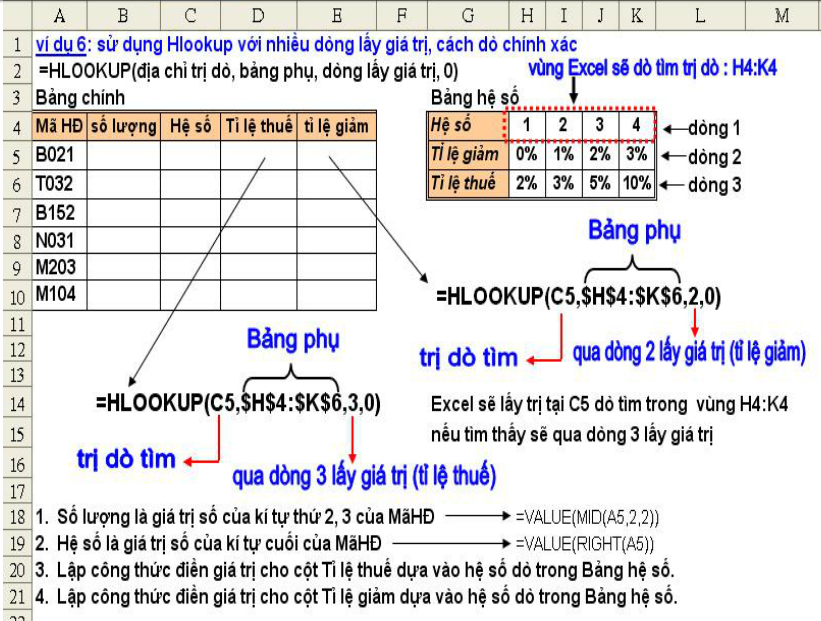 A B C D E F G H I J K L M
1 ví dụ 6: sử dụng Hlookup với nhiều dòng lấy giá trị, cách dò chính xác
2 =HLOOKUP(địa chỉ trị dò, bảng phụ, dòng lấy giá trị, 0) vùng Excel sẽ dò tìm trị dò : H4:K4
3 Bảng chính Bảng hệ số
4 Mã HĐ số lượng Hệ số Tỉ lệ thuế tỉ lệ giảm Hệ số 1 2 3 4 dòng 1
5 B021 Tỉ lệ giảm 0% 1% 2% 3% dòng 2
6 T032 Tỉ lệ thuế 2% 3% 5% 10% dòng 3
7 B152
Bảng phụ
8 N031
9 M203
10 M104 =HLOOKUP(C5,$H$4:$K$6,2,0)
11
12 Bảng phụ trị dò tìm qua dòng 2 lấy giá trị (tỉ lệ giảm)
13
14 =HLOOKUP(C5,$H$4:$K$6,3,0) Excel sẽ lấy trị tại C5 dò tìm trong vùng H4:K4
15 nếu tìm thấy sẽ qua dòng 3 lấy giá trị
16 trị dò tìm qua dòng 3 lấy giá trị (tỉ lệ thuế)
17
18 1. Số lượng là giá trị số của kí tự thứ 2, 3 của MãHĐ =VALUE(MID(A5,2,2))
19 2. Hệ số là giá trị số của kí tự cuối của MãHĐ =VALUE(RIGHT(A5))
20 3. Lập công thức điền giá trị cho cột Tỉ lệ thuế dựa vào hệ số dò trong Bảng hệ số.
21 4. Lập công thức điền giá trị cho cột Tỉ lệ giảm dựa vào hệ số dò trong Bảng hệ số.